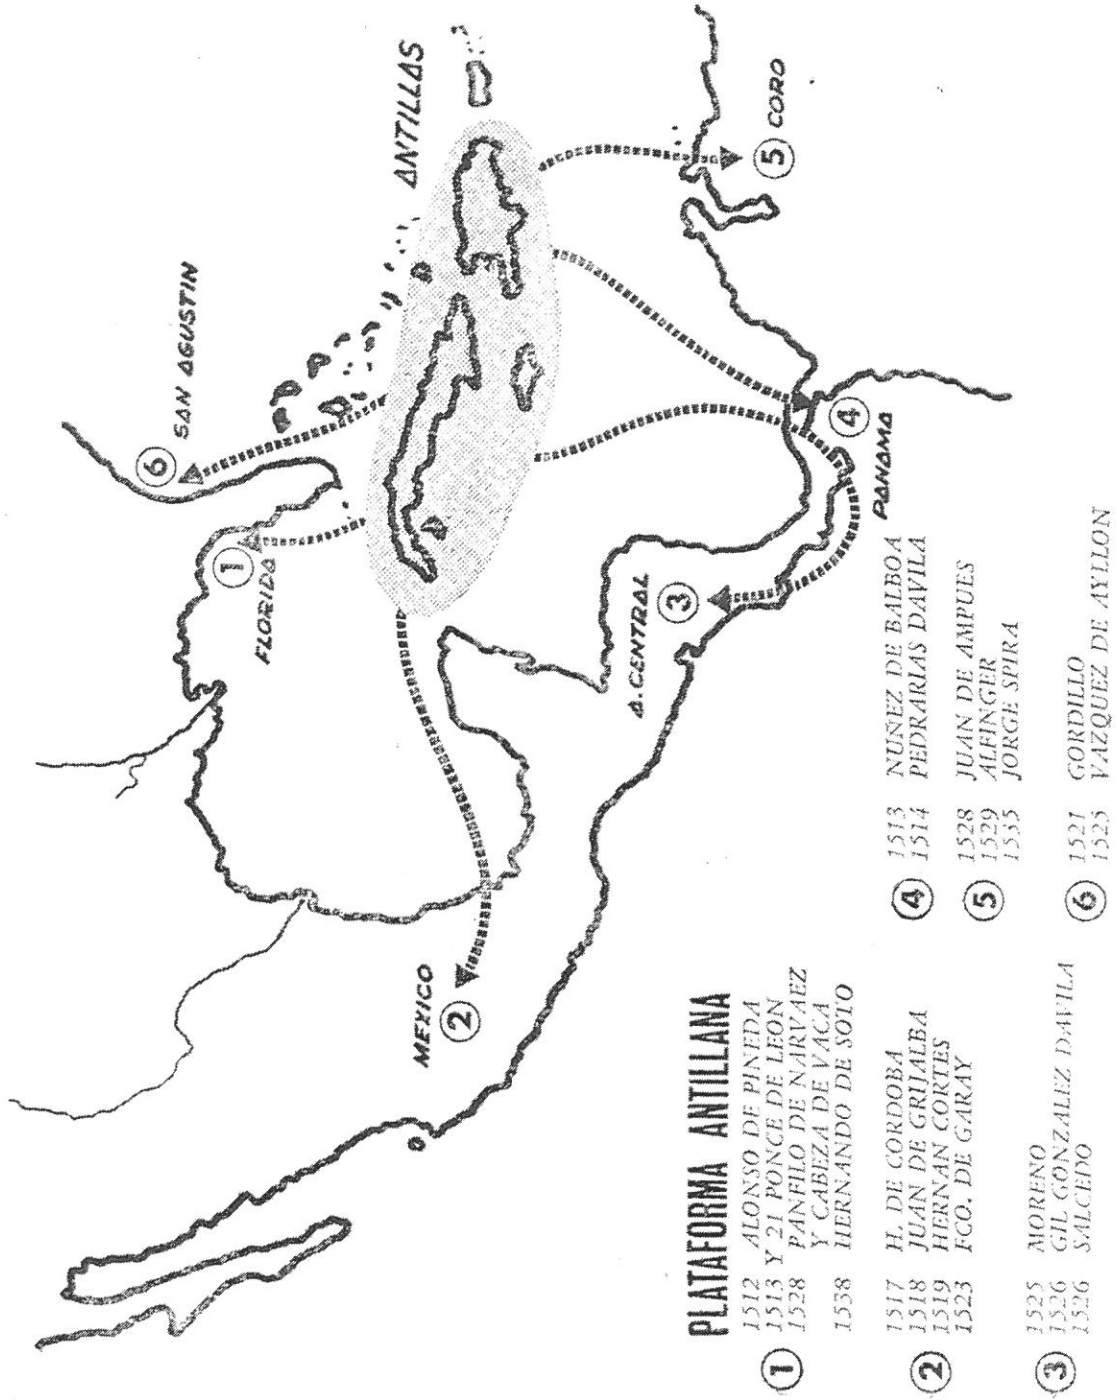 ANTILLAS
SAN AGUSTIN
6
1
FLORIDA
MEXICO
2
A. CENTRAL
3
4
PANAMA
5 CORO
PLATAFORMA ANTILLANA
1 1512 ALONSO DE PINEDA
1513 Y 21 PONCE DE LEON
1528 PANFILO DE NARVAEZ
Y CABEZA DE VACA
1538 HERNANDO DE SOTO
2 1517 H. DE CORDOBA
1518 JUAN DE GRIJALBA
1519 HERNAN CORTES
1523 FCO. DE GARAY
3 1525 MORENO
1526 GIL GONZALEZ DAVILA
1526 SALCEDO
4 1513 NUÑEZ DE BALBOA
1514 PEDRARIAS DAVILA
5 1528 JUAN DE AMPUES
1529 ALFINGER
1535 JORGE SPIRA
6 1521 GORDILLO
1523 VAZQUEZ DE AYLLON